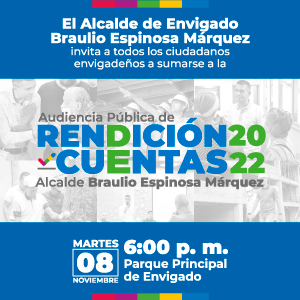 El Alcalde de Envigado
Braulio Espinosa Márquez
invita a todos los ciudadanos
envigadeños a sumarse a la
Audiencia Pública de
RENDICIÓN 20
DE CUENTAS 22
Alcalde Braulio Espinosa Márquez
MARTES
08
NOVIEMBRE
6:00 p. m.
Parque Principal
de Envigado